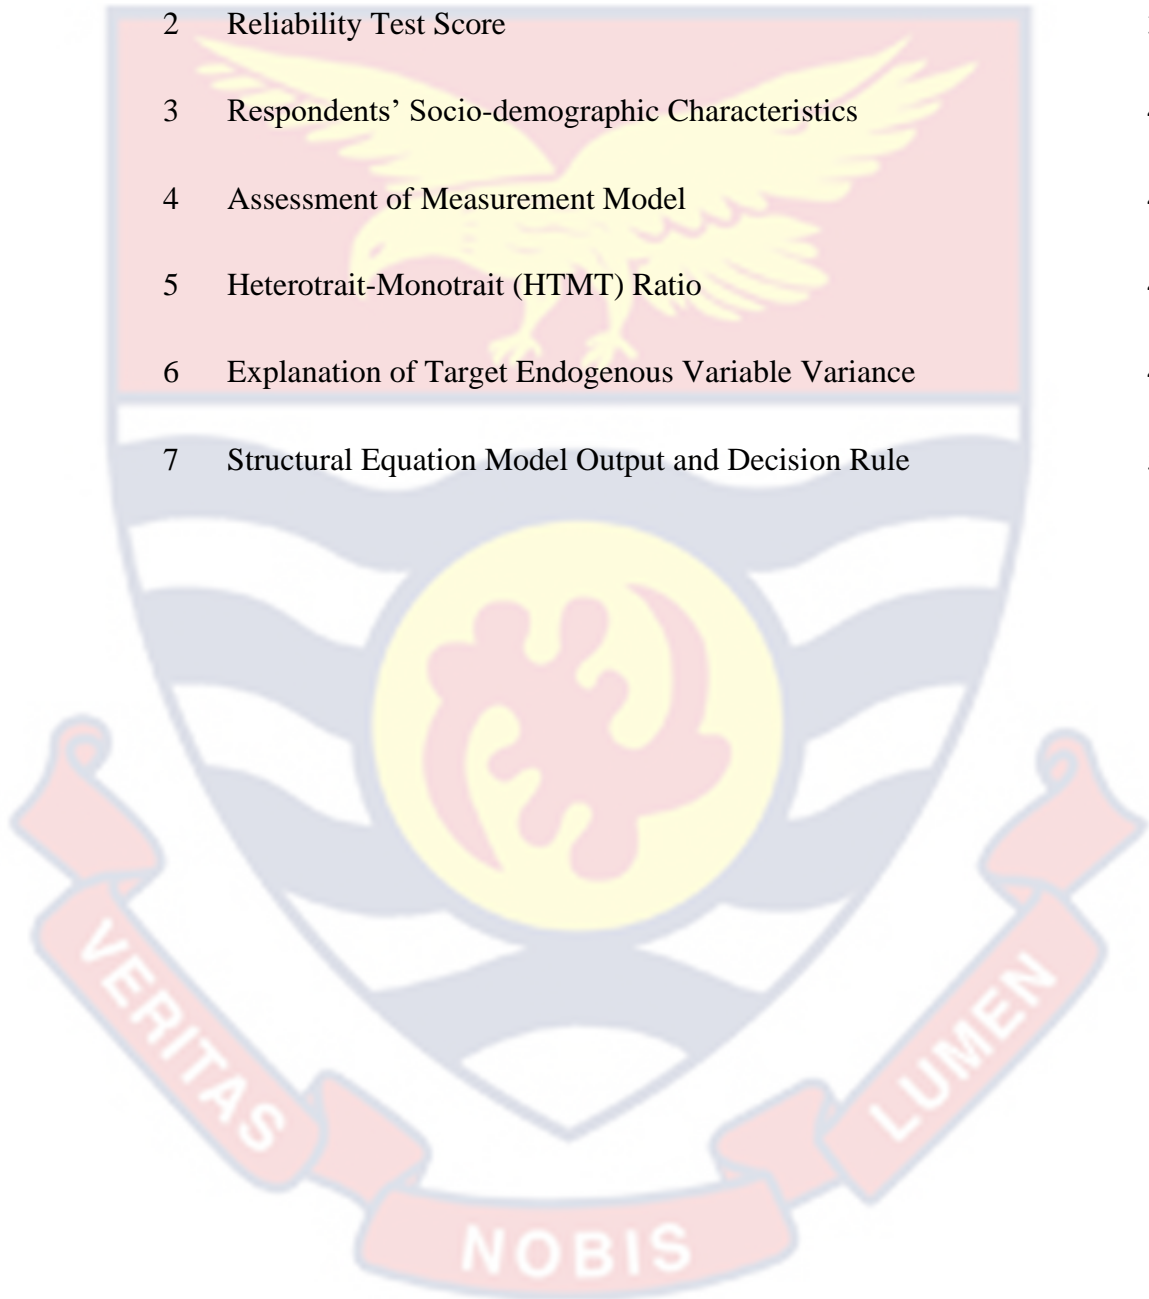 2 Reliability Test Score
3 Respondents’ Socio-demographic Characteristics
4 Assessment of Measurement Model
5 Heterotrait-Monotrait (HTMT) Ratio
6 Explanation of Target Endogenous Variable Variance
7 Structural Equation Model Output and Decision Rule
VERITAS
NOBIS
LUMEN